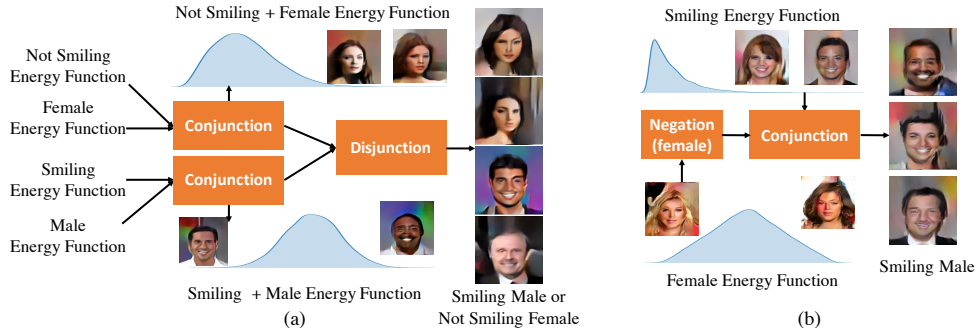 Not Smiling + Female Energy Function
Not Smiling
Energy Function
Female
Energy Function
Conjunction
Disjunction
Smiling
Energy Function
Conjunction
Male
Energy Function
Smiling + Male Energy Function
Smiling Male or
Not Smiling Female
(a)
Smiling Energy Function
Negation
(female)
Conjunction
Female Energy Function
Smiling Male
(b)